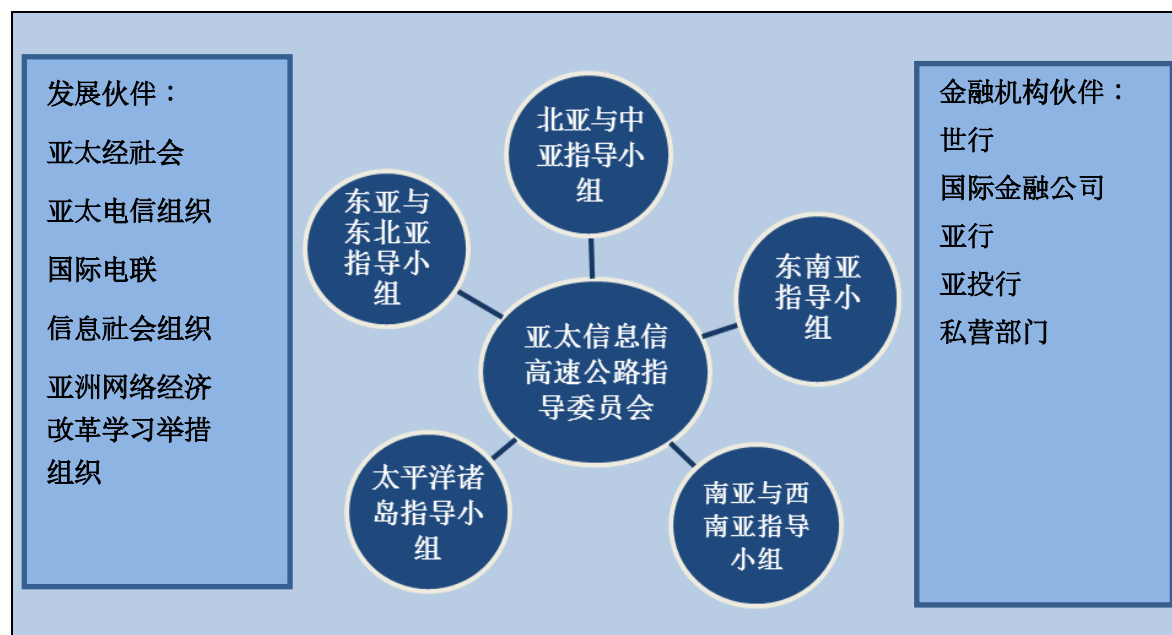 发展伙伴：
亚太经社会
亚太电信组织
国际电联
信息社会组织
亚洲网络经济
改革学习举措
组织
北亚与中
亚指导小
组
东亚与
东北亚
指导小
组
东南亚
指导小
组
亚太信息信
高速公路指
导委员会
太平洋诸
岛指导小
组
南亚与西
南亚指导
小组
金融机构伙伴：
世行
国际金融公司
亚行
亚投行
私营部门